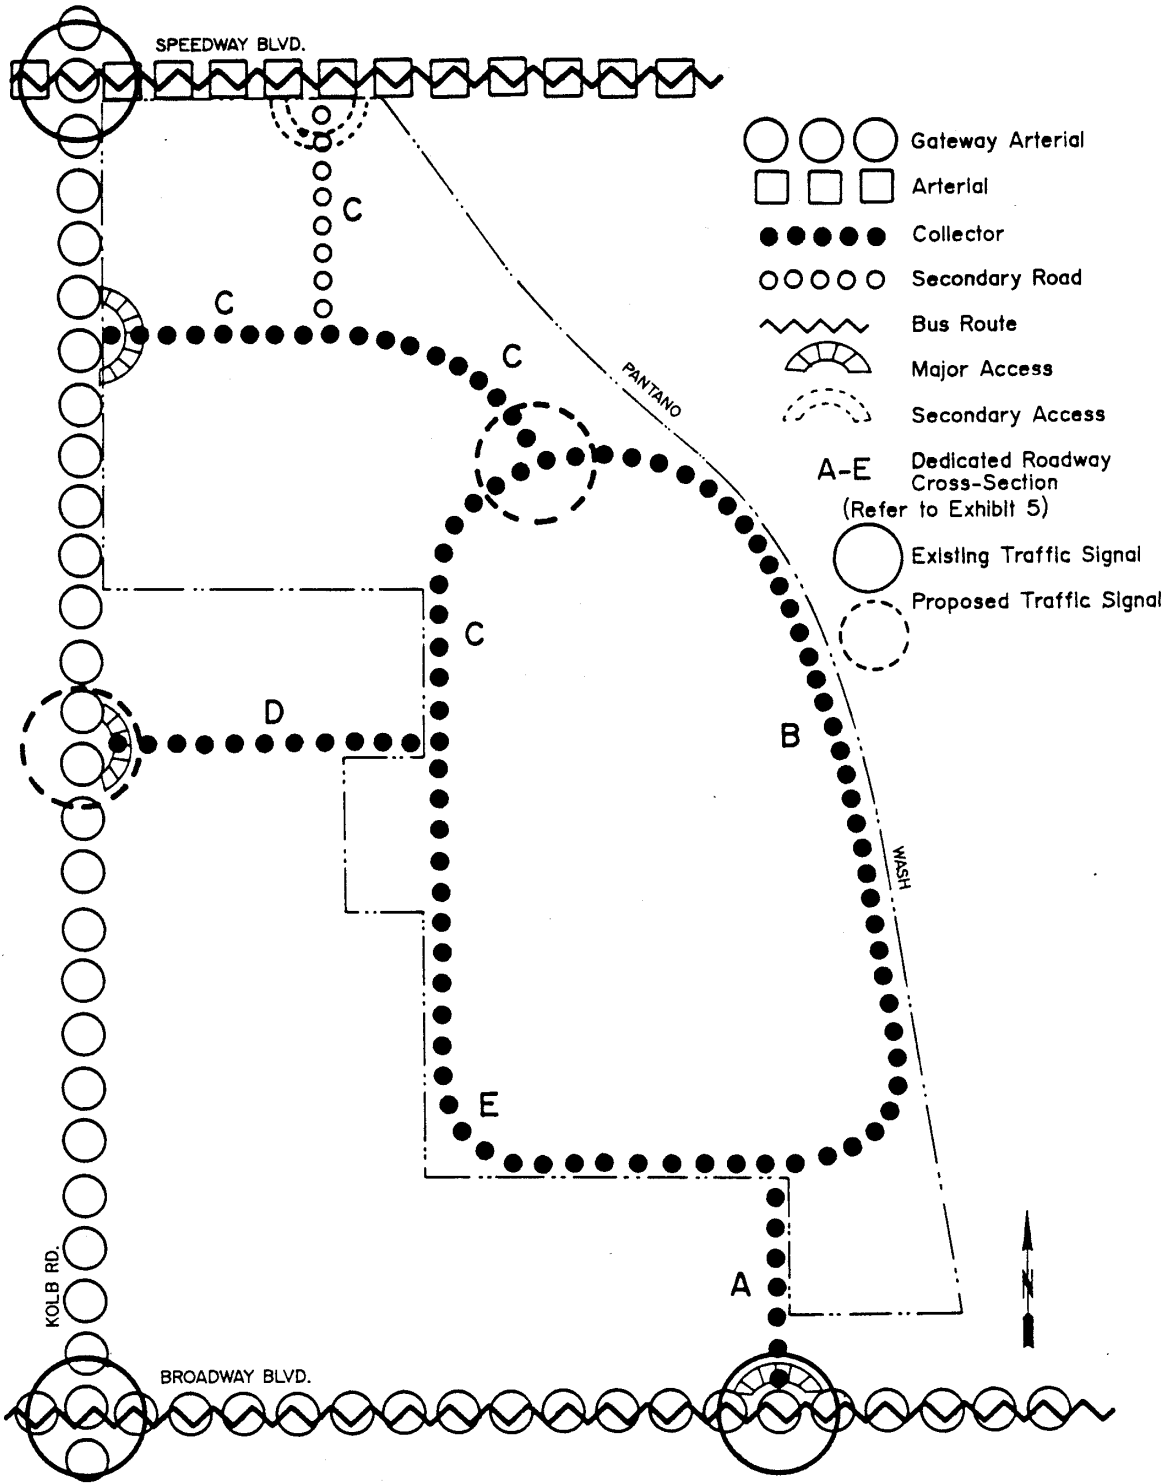 SPEEDWAY BLVD.
Gateway Arterial
Arterial
C
Collector
Secondary Road
C
Bus Route
C
Major Access
PANTANO
Secondary Access
A-E
Dedicated Roadway
Cross-Section
(Refer to Exhibit 5)
Existing Traffic Signal
Proposed Traffic Signal
C
D
B
WASH
E
KOLB RD.
A
N
BROADWAY BLVD.